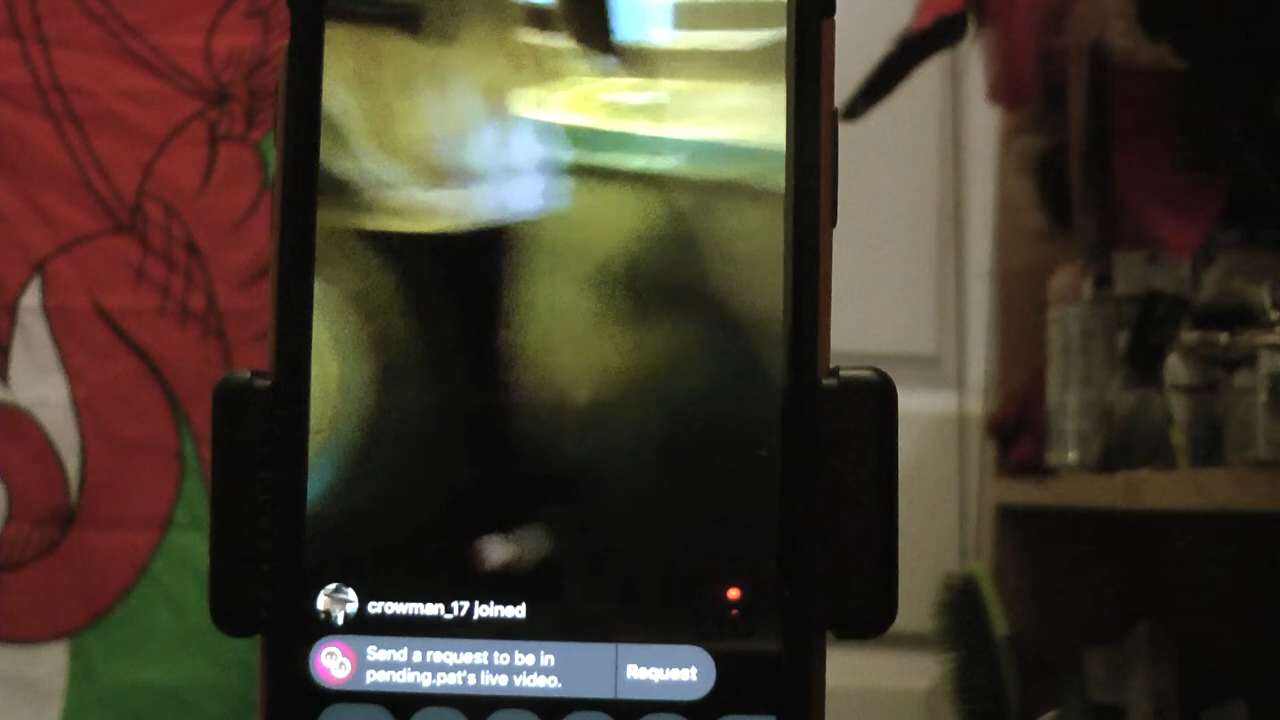 crowman_17 joined
Send a request to be in
pending.pat's live video.
Request